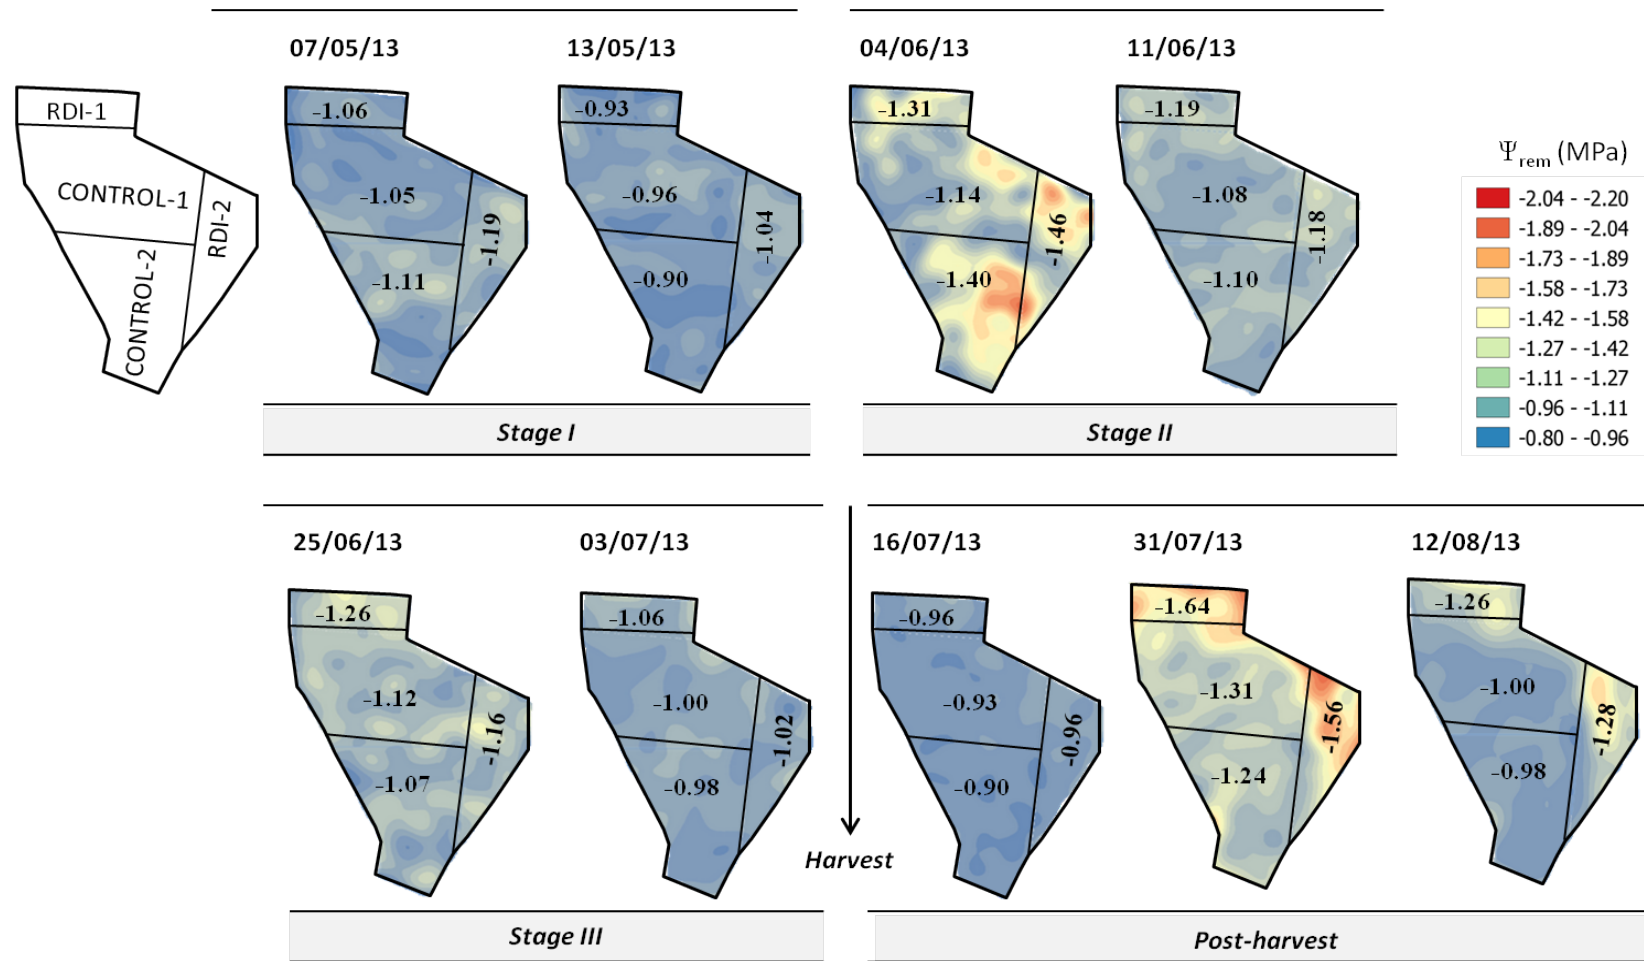 07/05/13
13/05/13
04/06/13
11/06/13
RDI-1
CONTROL-1
CONTROL-2
RDI-2
-1.06
-1.05
-1.19
-1.11
-0.93
-0.96
-1.04
-0.90
-1.31
-1.14
-1.46
-1.40
-1.19
-1.08
-1.18
-1.10
Ψrem (MPa)
-2.04 - -2.20
-1.89 - -2.04
-1.73 - -1.89
-1.58 - -1.73
-1.42 - -1.58
-1.27 - -1.42
-1.11 - -1.27
-0.96 - -1.11
-0.80 - -0.96
Stage I
Stage II
25/06/13
03/07/13
16/07/13
31/07/13
12/08/13
-1.26
-1.12
-1.16
-1.07
-1.06
-1.00
-1.02
-0.98
-0.96
-0.93
-0.96
-0.90
-1.64
-1.31
-1.56
-1.24
-1.26
-1.00
-1.28
-0.98
Harvest
Stage III
Post-harvest